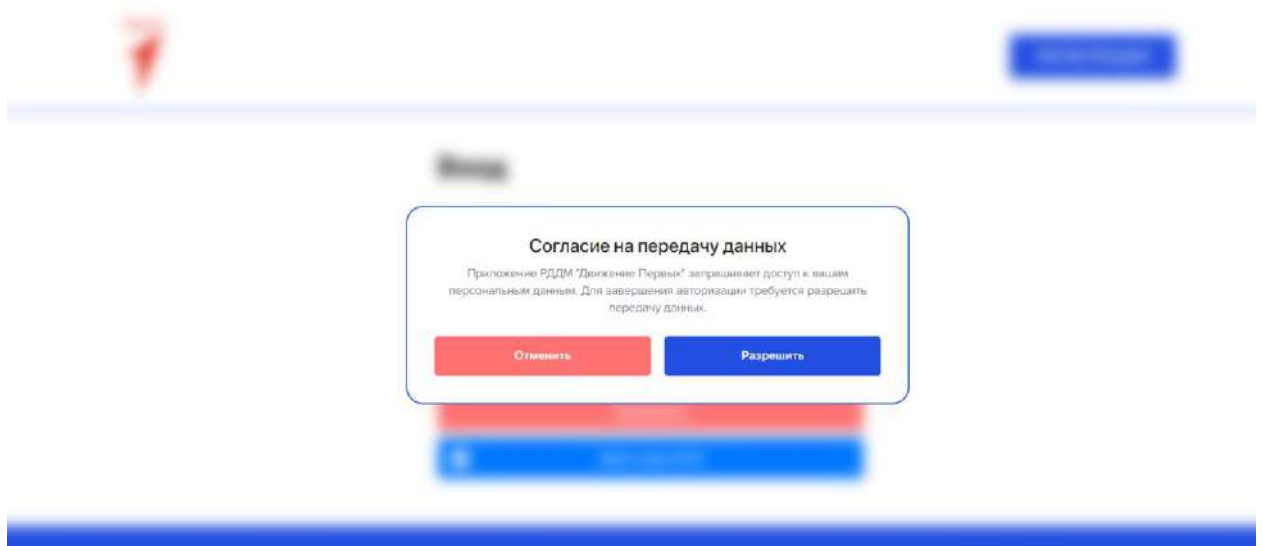 Вход
Согласие на передачу данных
Приложение РДДМ "Движение Первых" запрашивает доступ к вашим
персональным данным. Для завершения авторизации требуется разрешить
передачу данных.
Отменить
Разрешить